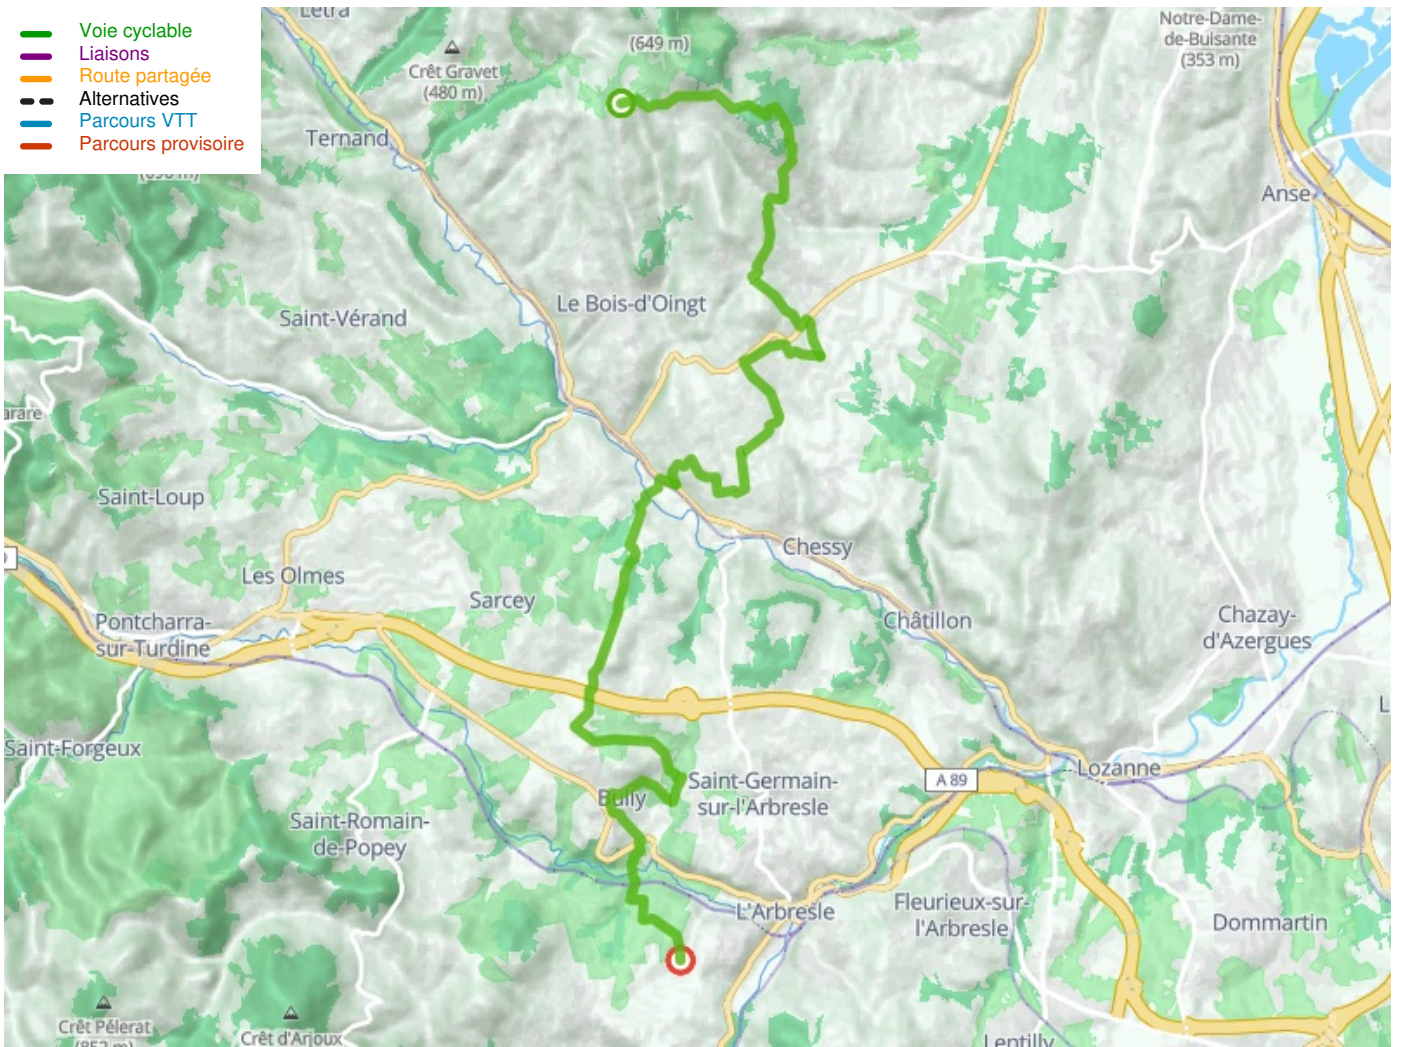 Voie cyclable
Liaisons
Route partagée
Alternatives
Parcours VTT
Parcours provisoire
Létra
(649 m)
Notre-Dame-
de-Buisante
(353 m)
Crêt Gravet
(480 m)
Ternand
Anse
Le Bois-d'Oingt
Saint-Vérand
Saint-Loup
Chessy
Les Olmes
Sarcey
Pontcharra-
sur-Turdine
Châtillon
Chazay-
d'Azergues
Saint-Forgeux
Lozanne
A 89
Saint-Germain-
sur-l'Arbresle
Bully
Saint-Romain-
de-Popey
L'Arbresle
Fleurieux-sur-
l'Arbresle
Dommartin
Crêt Pélerat
(852 m)
Crêt d'Arjoux
Lentilly